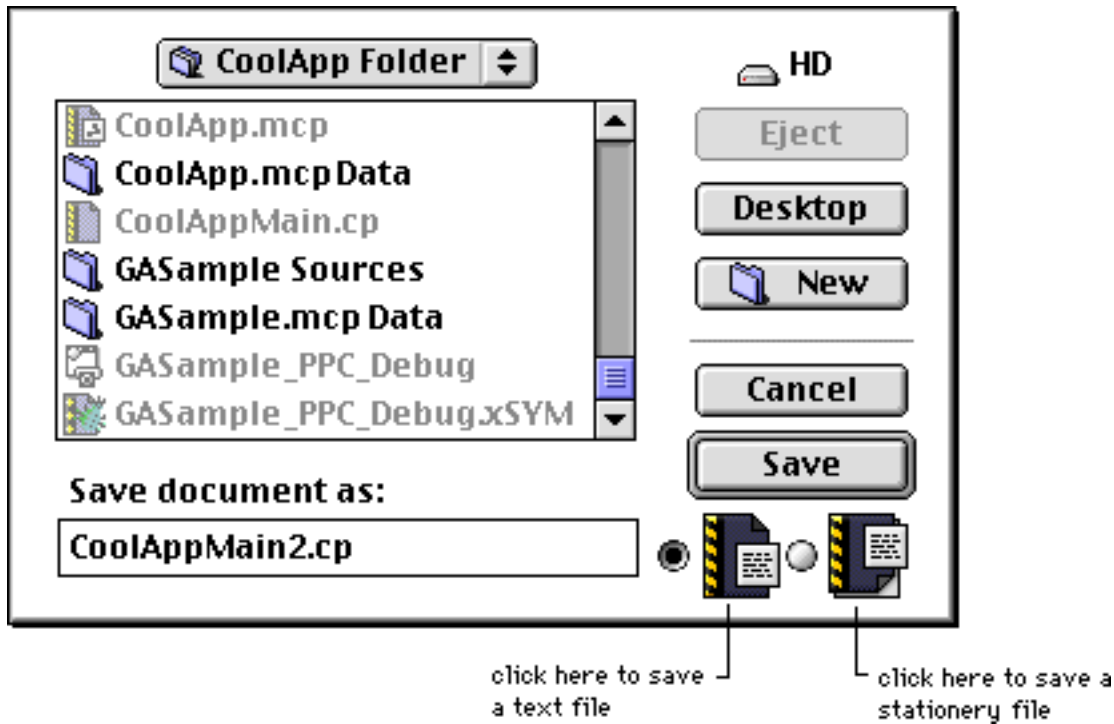 CoolApp Folder
HD
CoolApp.mcp
CoolApp.mcp Data
CoolAppMain.cp
GASample Sources
GASample.mcp Data
GASample_PPC_Debug
GASample_PPC_Debug.xSYM
Eject
Desktop
New
Cancel
Save
Save document as:
CoolAppMain2.cp
click here to save
a text file
click here to save a
stationery file